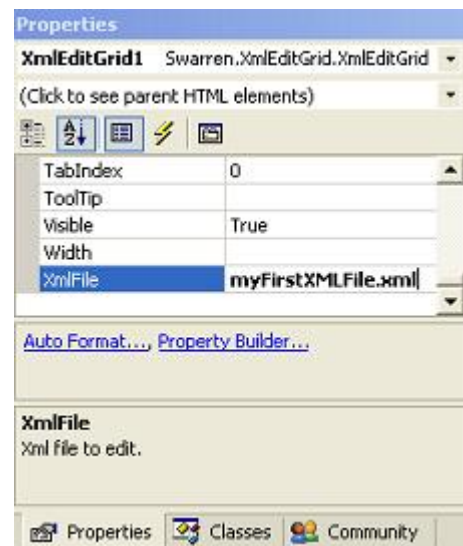 Properties
XmlEditGrid1 Swarren.XmlEditGrid.XmlEditGrid
(Click to see parent HTML elements)
TabIndex 0
ToolTip
Visible True
Width
XmlFile myFirstXMLFile.xml
Auto Format..., Property Builder...
XmlFile
Xml file to edit.
Properties Classes Community